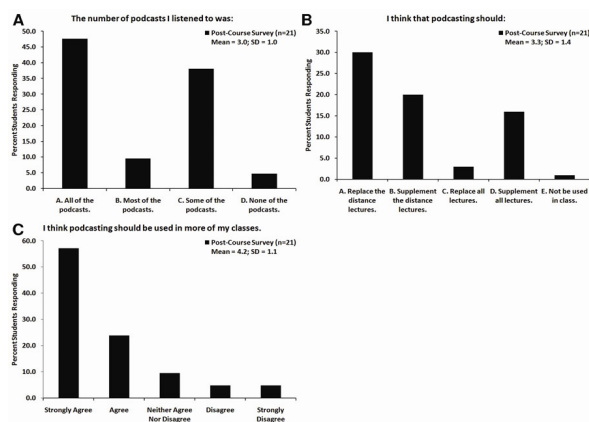 A
The number of podcasts I listened to was:
Post-Course Survey (n=21)
Mean = 3.0; SD = 1.0
Percent Students Responding
50.0
45.0
40.0
35.0
30.0
25.0
20.0
15.0
10.0
5.0
0.0
A. All of the podcasts.
B. Most of the podcasts.
C. Some of the podcasts.
D. None of the podcasts.
B
I think that podcasting should:
Post-Course Survey (n=21)
Mean = 3.3; SD = 1.4
Percent Students Responding
35.0
30.0
25.0
20.0
15.0
10.0
5.0
0.0
A. Replace the distance lectures.
B. Supplement the distance lectures.
C. Replace all lectures.
D. Supplement all lectures.
E. Not be used in class.
C
I think podcasting should be used in more of my classes.
Post-Course Survey (n=21)
Mean = 4.2; SD = 1.1
Percent Students Responding
60.0
50.0
40.0
30.0
20.0
10.0
0.0
Strongly Agree
Agree
Neither Agree Nor Disagree
Disagree
Strongly Disagree